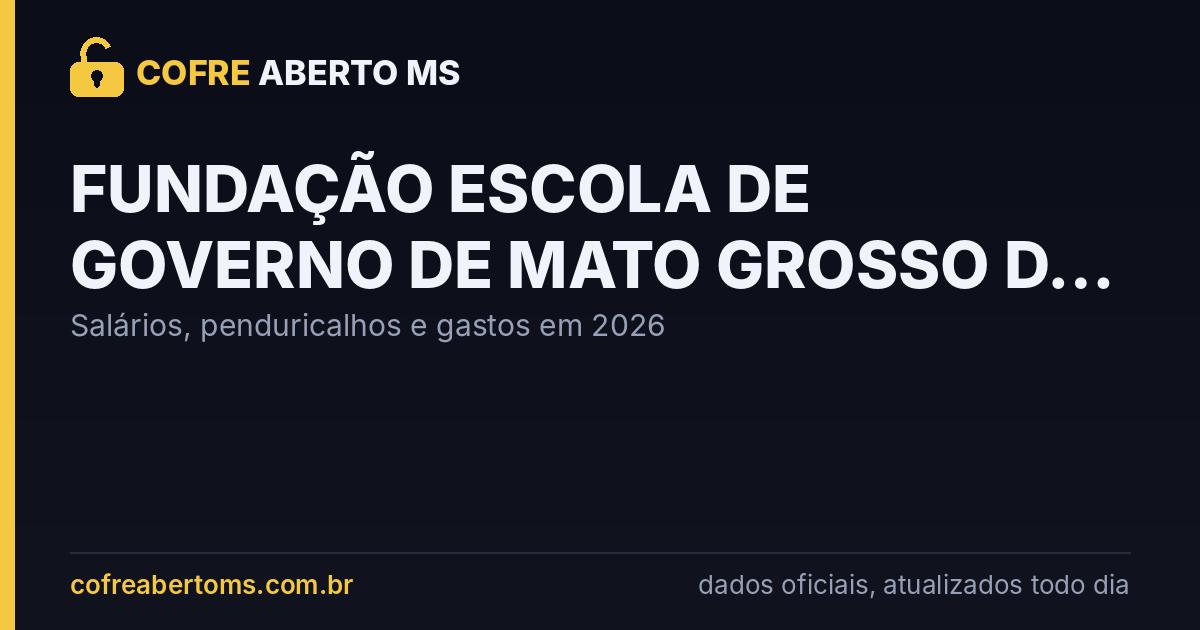 COFRE ABERTO MS
FUNDAÇÃO ESCOLA DE
GOVERNO DE MATO GROSSO D...
Salários, penduricalhos e gastos em 2026
cofreabertoms.com.br
dados oficiais, atualizados todo dia